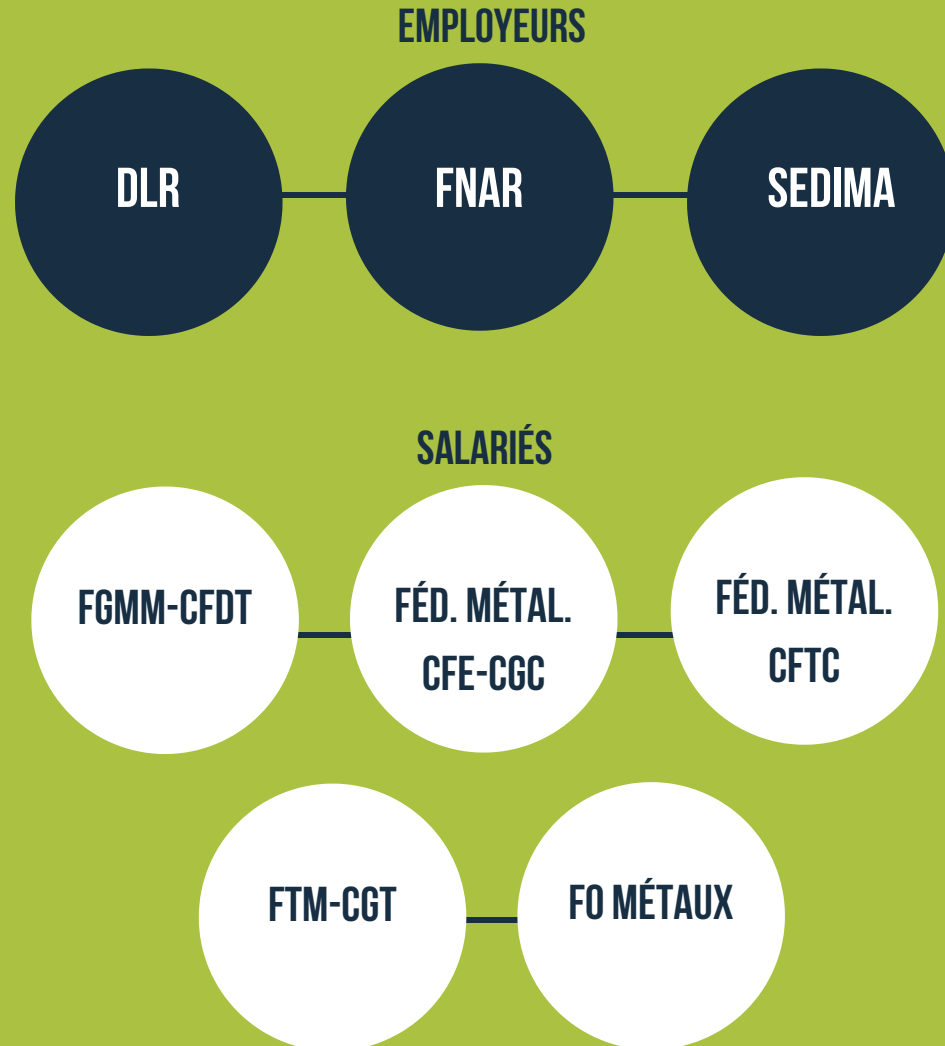 EMPLOYEURS
DLR
FNAR
SEDIMA
SALARIÉS
FGMM-CFDT
FÉD. MÉTAL.
CFE-CGC
FÉD. MÉTAL.
CFTC
FTM-CGT
FO MÉTAUX